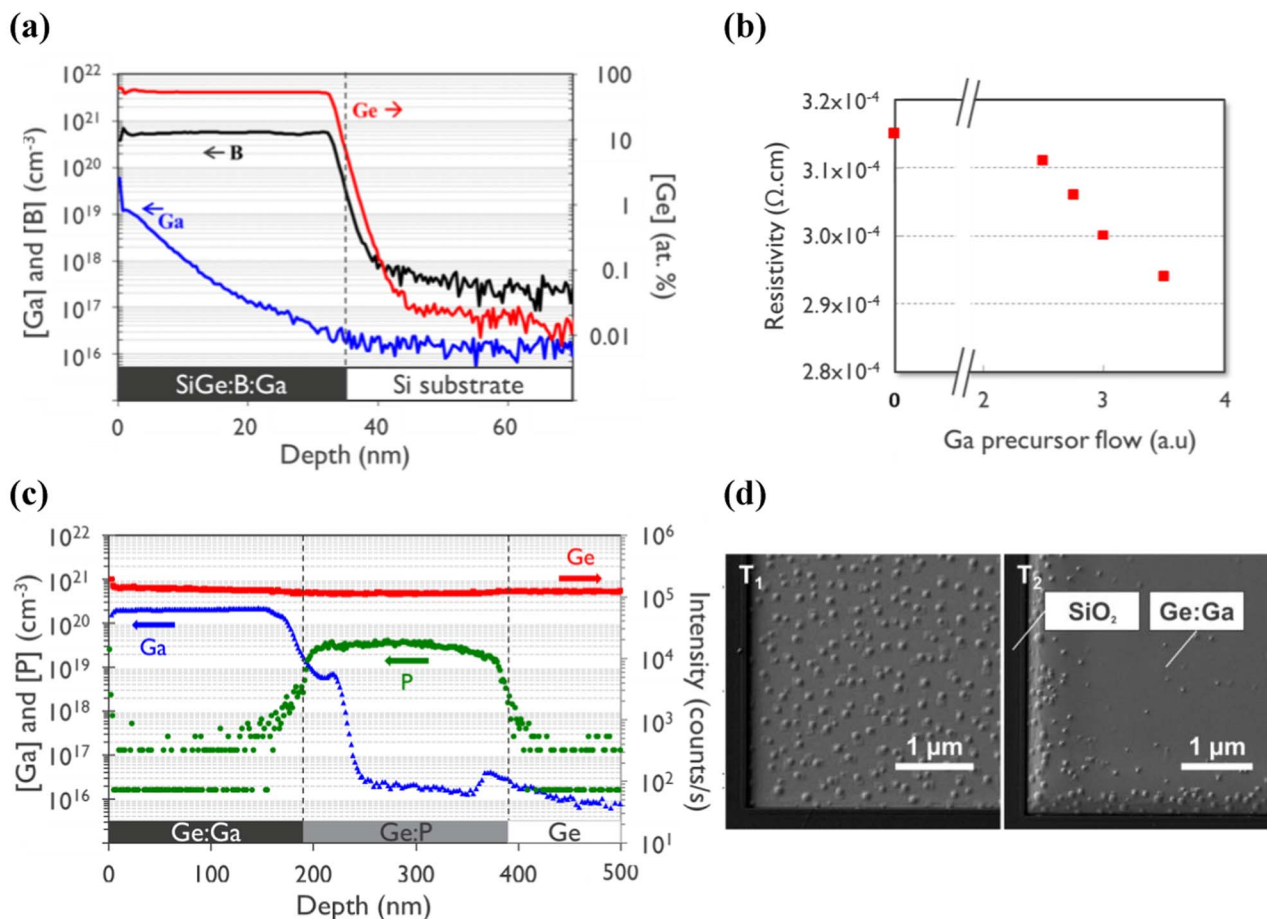 (a)
10²²
10²¹
10²⁰
10¹⁹
10¹⁸
10¹⁷
10¹⁶
[Ga] and [B] (cm⁻³)
Ge →
← B
← Ga
100
10
1
0.1
0.01
[Ge] (at. %)
SiGe:B:Ga
Si substrate
0 20 40 60
Depth (nm)
(b)
3.2x10⁻⁴
3.1x10⁻⁴
3.0x10⁻⁴
2.9x10⁻⁴
2.8x10⁻⁴
Resistivity (Ω.cm)
0 2 3 4
Ga precursor flow (a.u)
(c)
10²²
10²¹
10²⁰
10¹⁹
10¹⁸
10¹⁷
10¹⁶
[Ga] and [P] (cm⁻³)
Ge
Ga
P
10⁶
10⁵
10⁴
10³
10²
10¹
Intensity (counts/s)
Ge:Ga
Ge:P
Ge
0 100 200 300 400 500
Depth (nm)
(d)
T₁
1 µm
T₂
SiO₂
Ge:Ga
1 µm